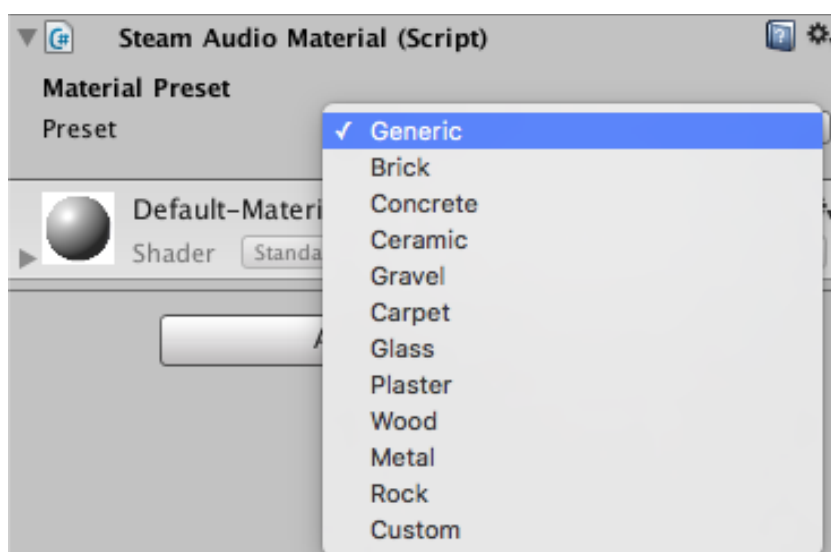 Steam Audio Material (Script)
Material Preset
Preset
✓ Generic
Brick
Concrete
Ceramic
Gravel
Carpet
Glass
Plaster
Wood
Metal
Rock
Custom
Default-Materi
Shader Standa